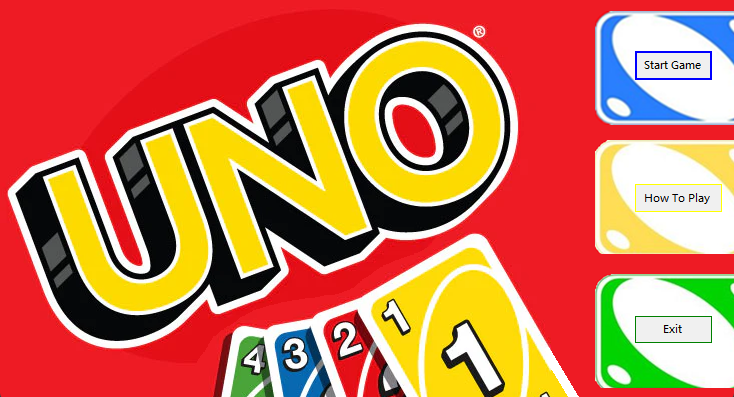 UNO®
Start Game
How To Play
Exit
4 3 2 1
1